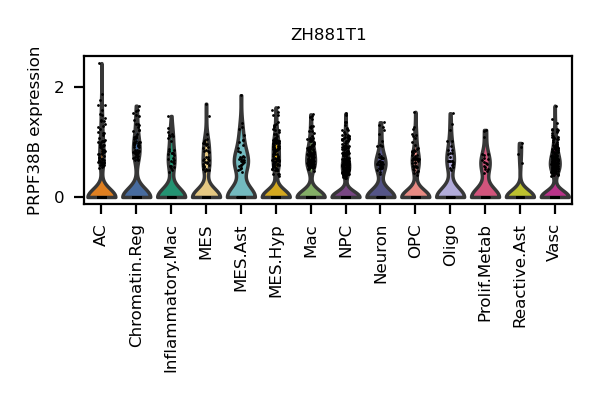 ZH881T1
PRPF38B expression
2
0
AC
Chromatin.Reg
Inflammatory.Mac
MES
MES.Ast
MES.Hyp
Mac
NPC
Neuron
OPC
Oligo
Prolif.Metab
Reactive.Ast
Vasc